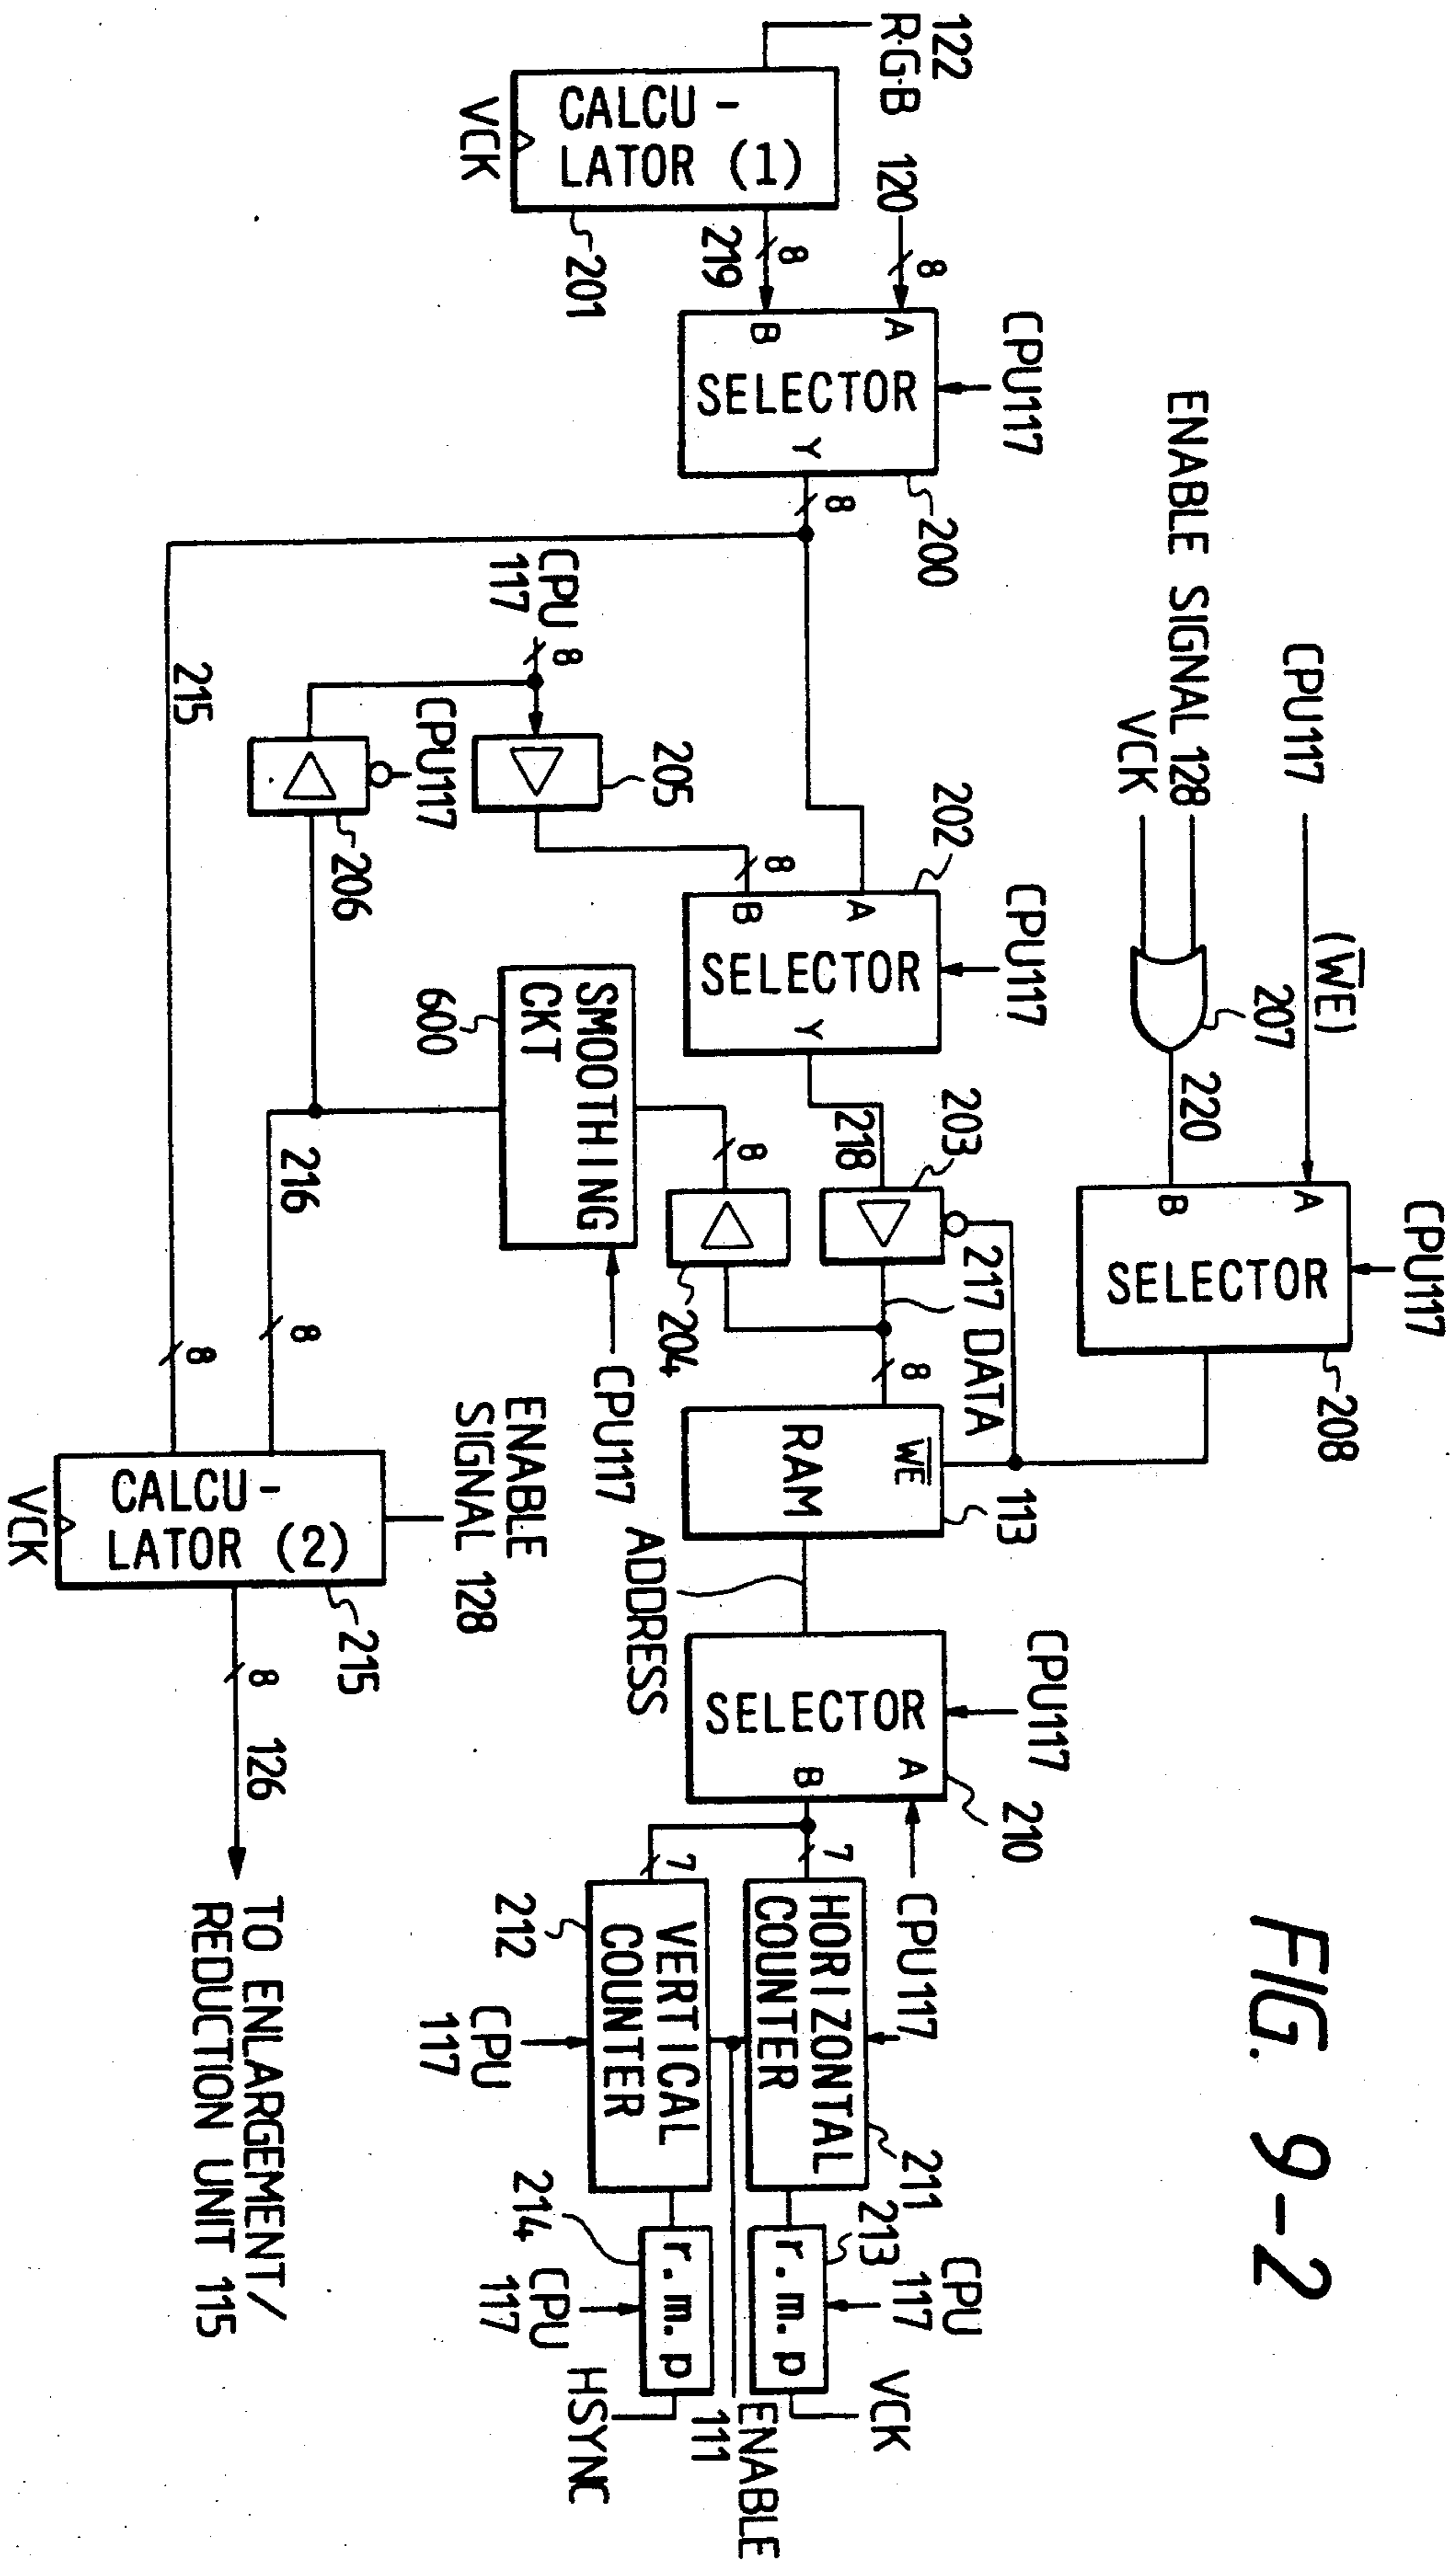 FIG. 9-2
CPU117
CPU117
(WE)
A
SELECTOR
208
ENABLE SIGNAL 128
VCK
207
220
B
122
R·G·B
120
8
CALCU-
LATOR (1)
VCK
201
8
219
CPU117
A
B
SELECTOR
Y
200
8
CPU
117
8
205
CPU117
206
215
202
CPU117
A
B
8
SELECTOR
Y
218
203
217 DATA
8
204
8
SMOOTHING
CKT
600
CPU117
216
8
8
WE
RAM
113
ADDRESS
CPU117
SELECTOR
A
B
210
CPU117
7
7
HORIZONTAL
COUNTER
211
VERTICAL
COUNTER
212
CPU
117
r.m.p
213
CPU
117
VCK
r.m.p
214
CPU
117
HSYNC
ENABLE
111
ENABLE
SIGNAL 128
CALCU-
LATOR (2)
VCK
215
8
126
TO ENLARGEMENT/
REDUCTION UNIT 115